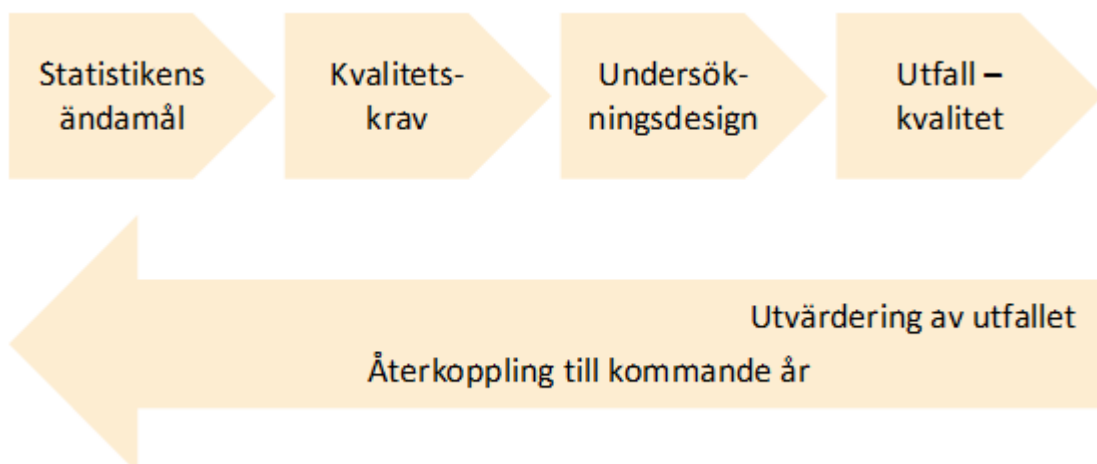 Statistikens
ändamål
Kvalitets-
krav
Undersök-
ningsdesign
Utfall –
kvalitet
Utvärdering av utfallet
Återkoppling till kommande år